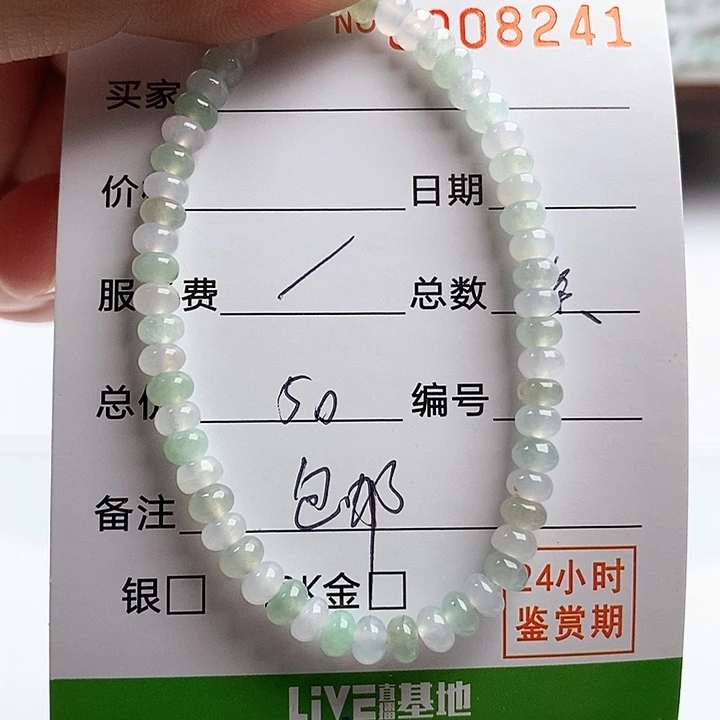 NO 008241
买家
价 日期
服 费 / 总数
总价 50 编号
备注 包邮
银□ K金□
24小时
鉴赏期
LiVE直播基地